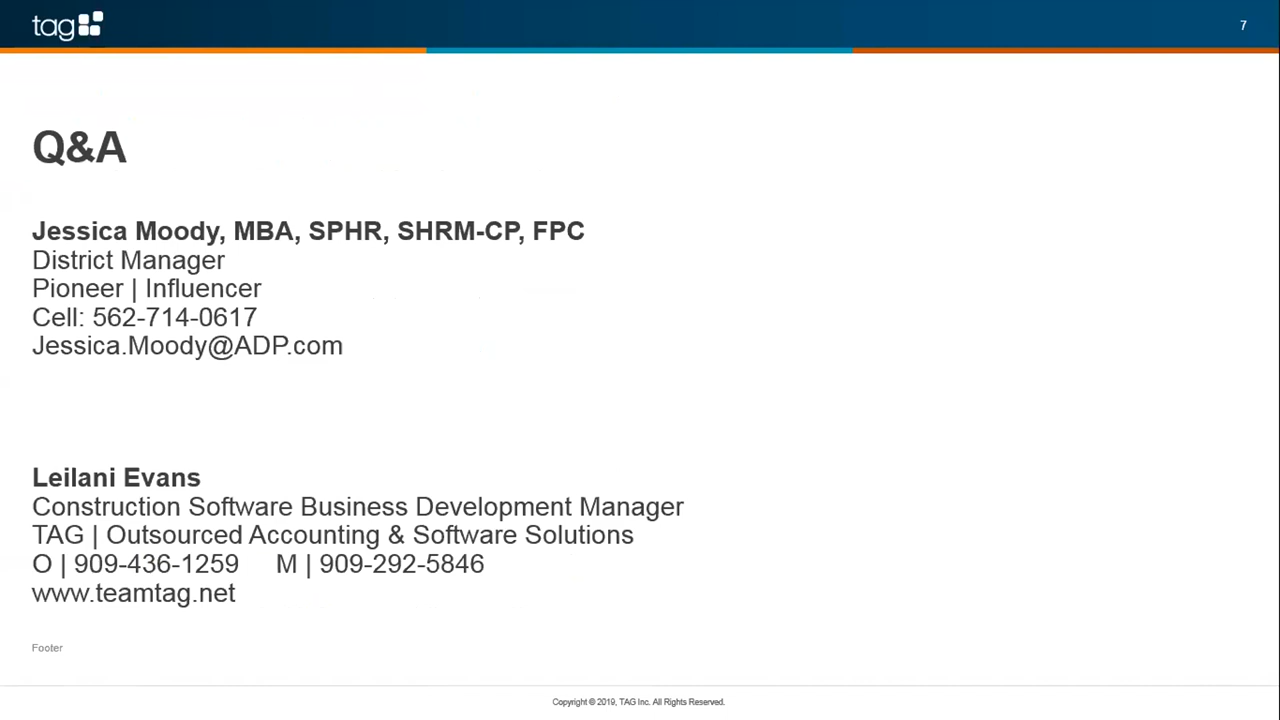 tag
7
Q&A
Jessica Moody, MBA, SPHR, SHRM-CP, FPC
District Manager
Pioneer | Influencer
Cell: 562-714-0617
Jessica.Moody@ADP.com
Leilani Evans
Construction Software Business Development Manager
TAG | Outsourced Accounting & Software Solutions
O | 909-436-1259 M | 909-292-5846
www.teamtag.net
Footer
Copyright © 2019, TAG Inc. All Rights Reserved.